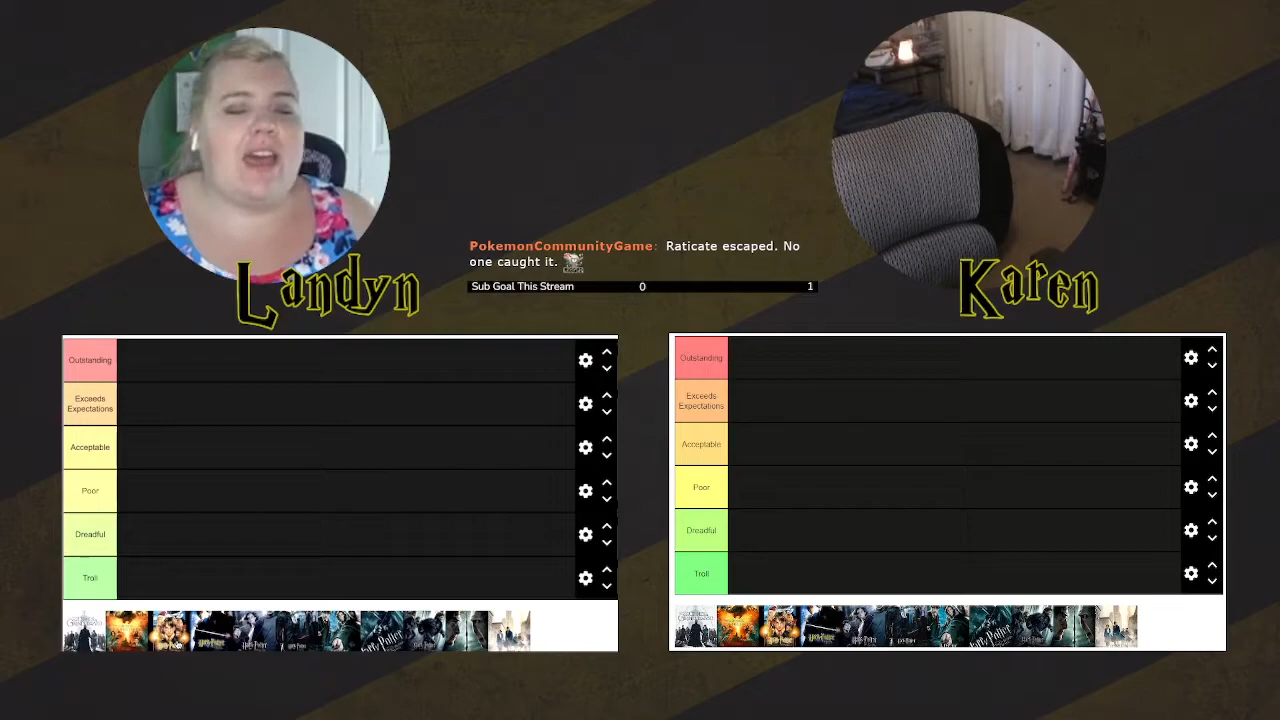 PokemonCommunityGame: Raticate escaped. No
one caught it.
Sub Goal This Stream 0 1
Landyn
Karen
Outstanding
Exceeds
Expectations
Acceptable
Poor
Dreadful
Troll
Outstanding
Exceeds
Expectations
Acceptable
Poor
Dreadful
Troll